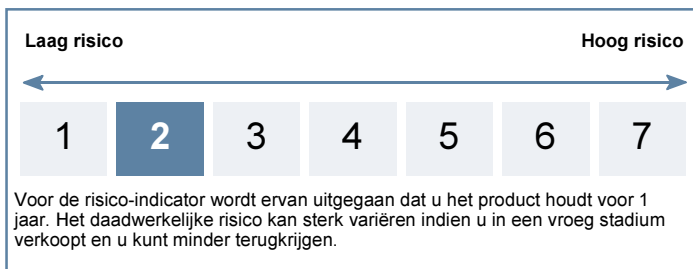 Laag risico Hoog risico
1 2 3 4 5 6 7
Voor de risico-indicator wordt ervan uitgegaan dat u het product houdt voor 1
jaar. Het daadwerkelijke risico kan sterk variëren indien u in een vroeg stadium
verkoopt en u kunt minder terugkrijgen.